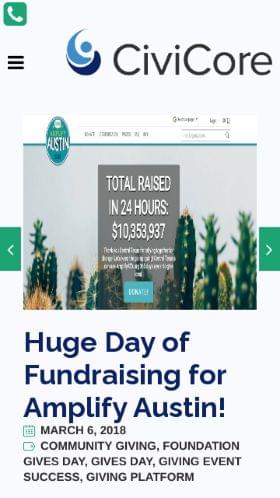 CiviCore
AMPLIFY
AUSTIN
TOTAL RAISED
IN 24 HOURS:
$10,353,937
DONATE!
Huge Day of
Fundraising for
Amplify Austin!
MARCH 6, 2018
COMMUNITY GIVING, FOUNDATION
GIVES DAY, GIVES DAY, GIVING EVENT
SUCCESS, GIVING PLATFORM